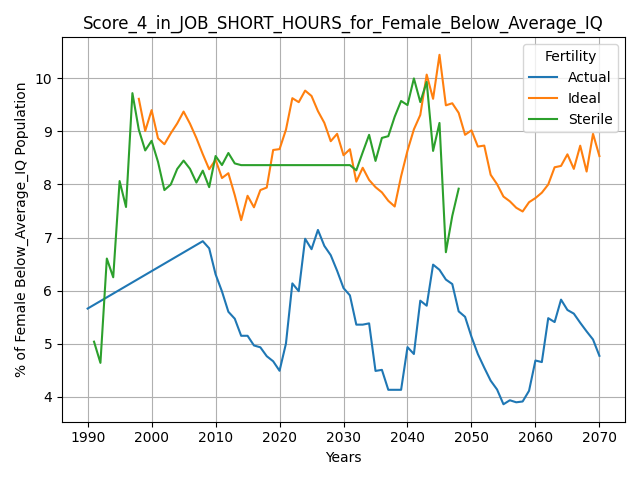 Score_4_in_JOB_SHORT_HOURS_for_Female_Below_Average_IQ
% of Female Below_Average_IQ Population
10
9
8
7
6
5
4
Fertility
Actual
Ideal
Sterile
1990 2000 2010 2020 2030 2040 2050 2060 2070
Years